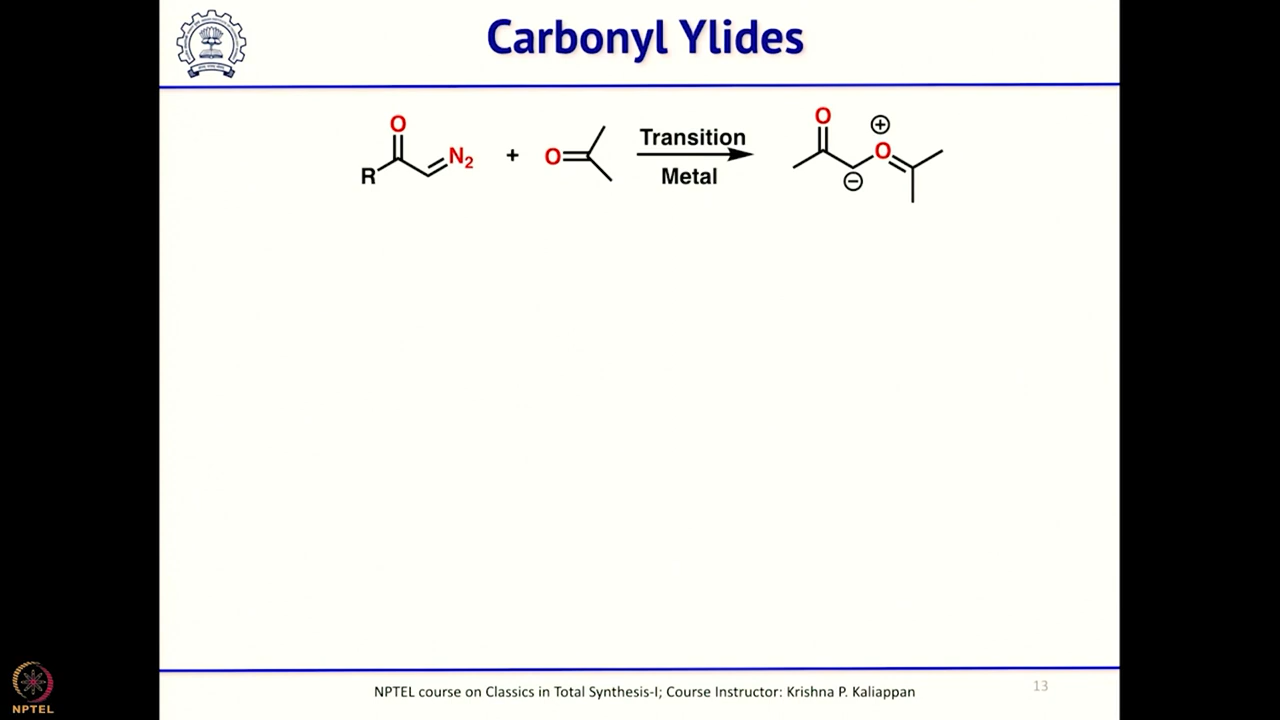 Carbonyl Ylides
O
R
N2
+
O
Transition
Metal
O
⊕
O
⊖
NPTEL course on Classics in Total Synthesis-I; Course Instructor: Krishna P. Kaliappan
13
NPTEL